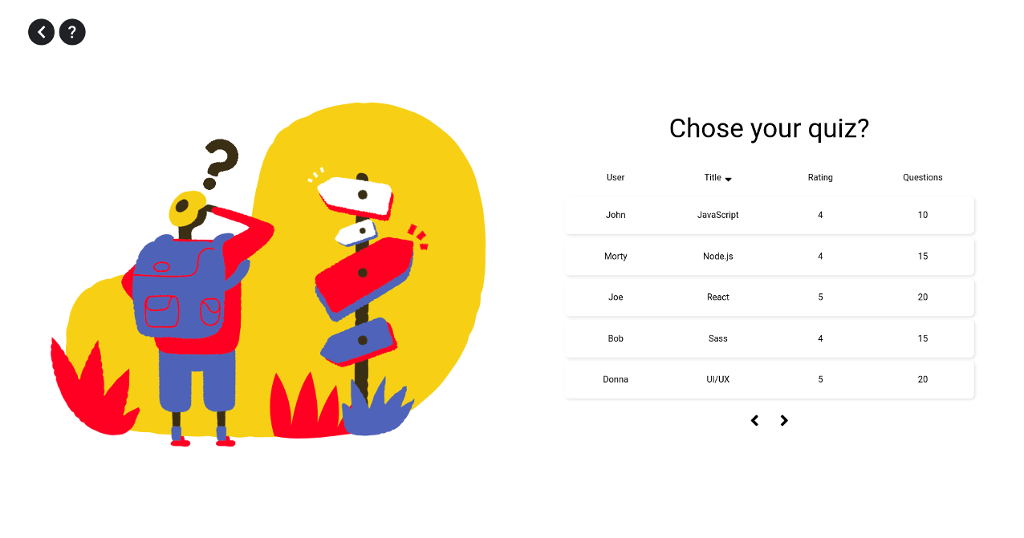 ?
?
Chose your quiz?
User Title Rating Questions
John JavaScript 4 10
Morty Node.js 4 15
Joe React 5 20
Bob Sass 4 15
Donna UI/UX 5 20